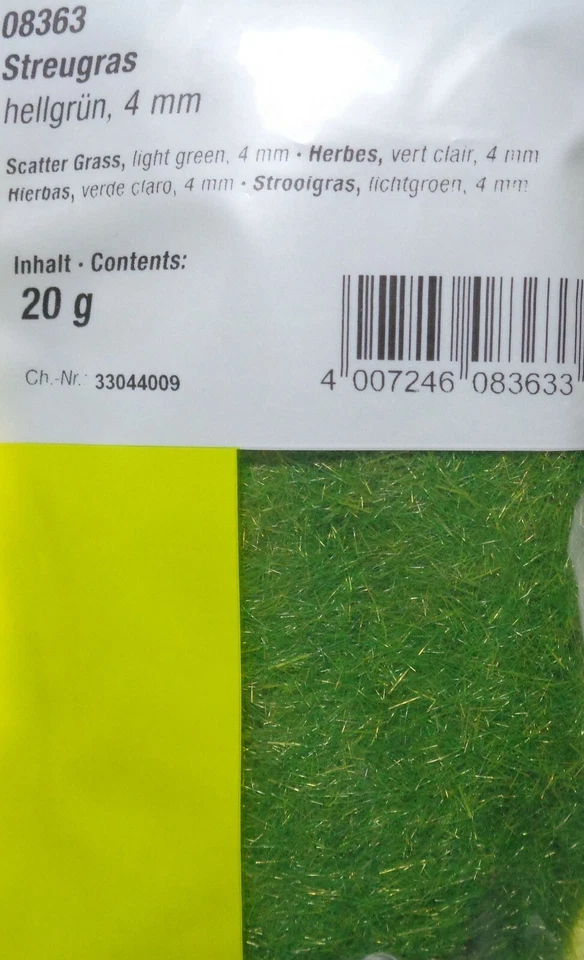 08363
Streugras
hellgrün, 4 mm
Scatter Grass, light green, 4 mm · Herbes, vert clair, 4 mm
Hierbas, verde claro, 4 mm · Strooigras, lichtgroen, 4 mm
Inhalt · Contents:
20 g
Ch.-Nr.: 33044009
4 007246 083633